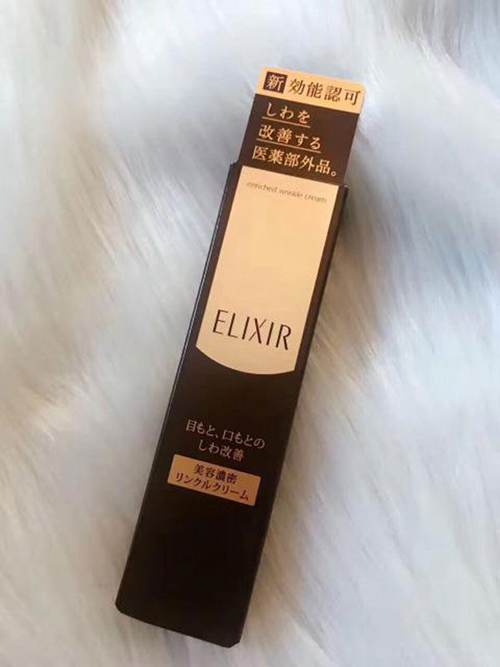 新 効能認可
しわを
改善する
医薬部外品。
enriched wrinkle cream
ELIXIR
目もと、口もとの
しわ改善
美容濃密
リンクルクリーム